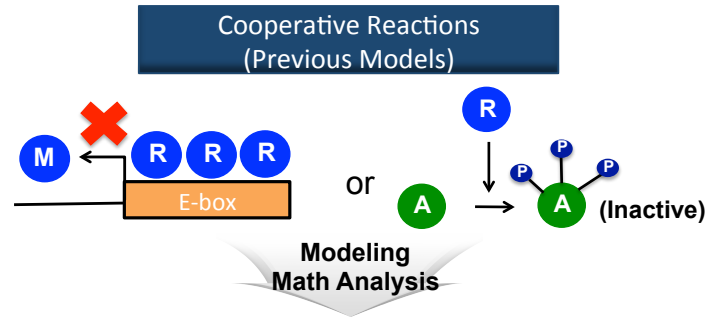 Cooperative Reactions
(Previous Models)
M
R R R
E-box
or
R
A
P P P
A
(Inactive)
Modeling
Math Analysis